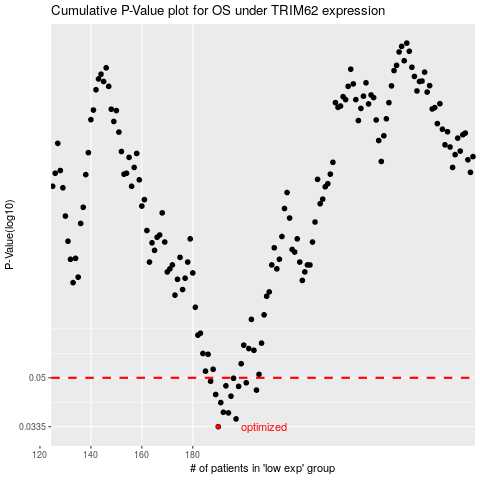 Cumulative P-Value plot for OS under TRIM62 expression
P-Value(log10)
0.05
0.0335
optimized
120 140 160 180
# of patients in 'low exp' group